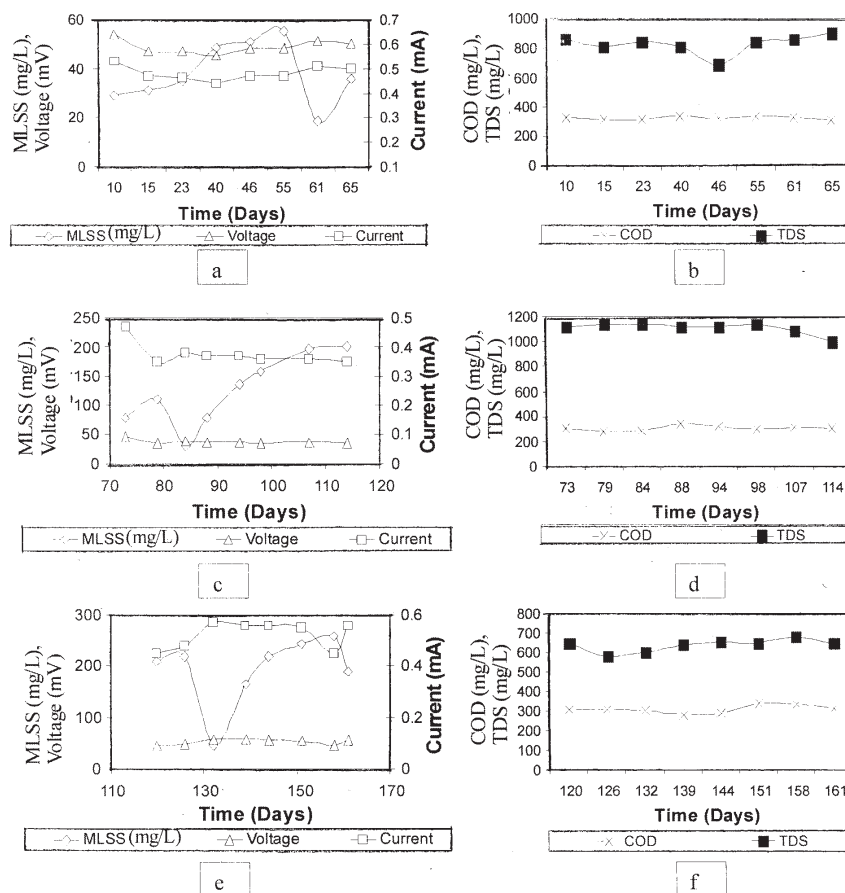 MLSS (mg/L),
Voltage (mV)
60
40
20
0
0.7
0.6
0.5
0.4
0.3
0.2
0.1
Current (mA)
10 15 23 40 46 55 61 65
Time (Days)
MLSS (mg/L) Voltage Current
a
COD (mg/L),
TDS (mg/L)
1000
800
600
400
200
0
10 15 23 40 46 55 61 65
Time (Days)
COD TDS
b
MLSS (mg/L),
Voltage (mV)
250
200
150
100
50
0
0.5
0.4
0.3
0.2
0.1
0
Current (mA)
70 80 90 100 110 120
Time (Days)
MLSS (mg/L) Voltage Current
c
COD (mg/L),
TDS (mg/L)
1200
1000
800
600
400
200
0
73 79 84 88 94 98 107 114
Time (Days)
COD TDS
d
MLSS (mg/L),
Voltage (mV)
300
200
100
0
0.6
0.4
0.2
0
Current (mA)
110 130 150 170
Time (Days)
MLSS (mg/L) Voltage Current
e
COD (mg/L),
TDS (mg/L)
800
700
600
500
400
300
200
100
0
120 126 132 139 144 151 158 161
Time (Days)
COD TDS
f